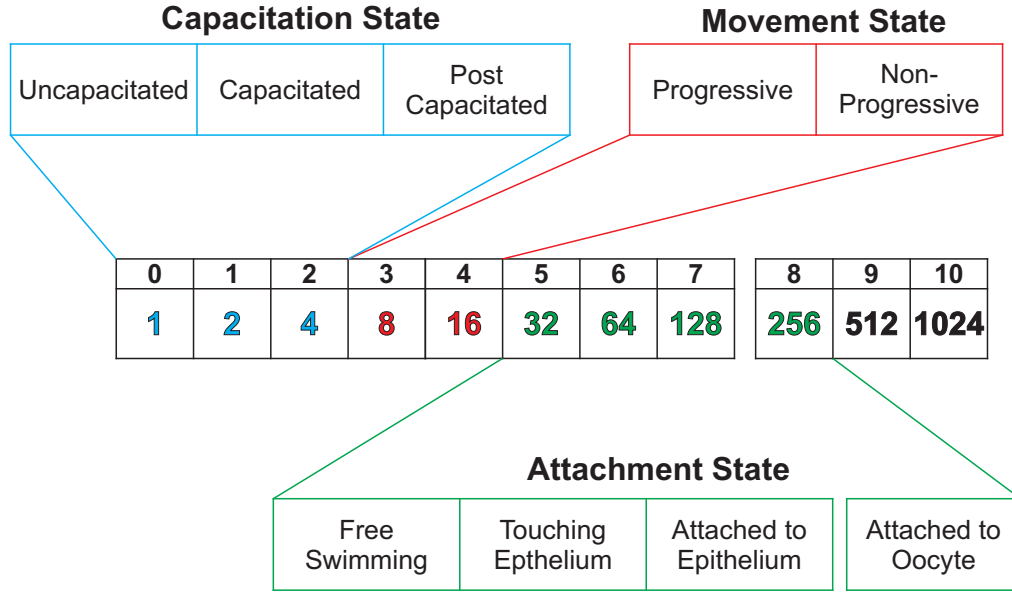 Capacitation State
Movement State
Uncapacitated
Capacitated
Post
Capacitated
Progressive
Non-
Progressive
0 1 2 3 4 5 6 7 8 9 10
1 2 4 8 16 32 64 128 256 512 1024
Attachment State
Free
Swimming
Touching
Epthelium
Attached to
Epithelium
Attached to
Oocyte